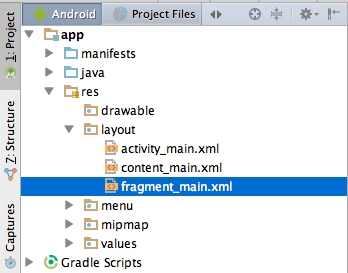 Android Project Files
1: Project
app
manifests
java
res
drawable
layout
activity_main.xml
content_main.xml
fragment_main.xml
menu
mipmap
values
Gradle Scripts
Z: Structure
Captures